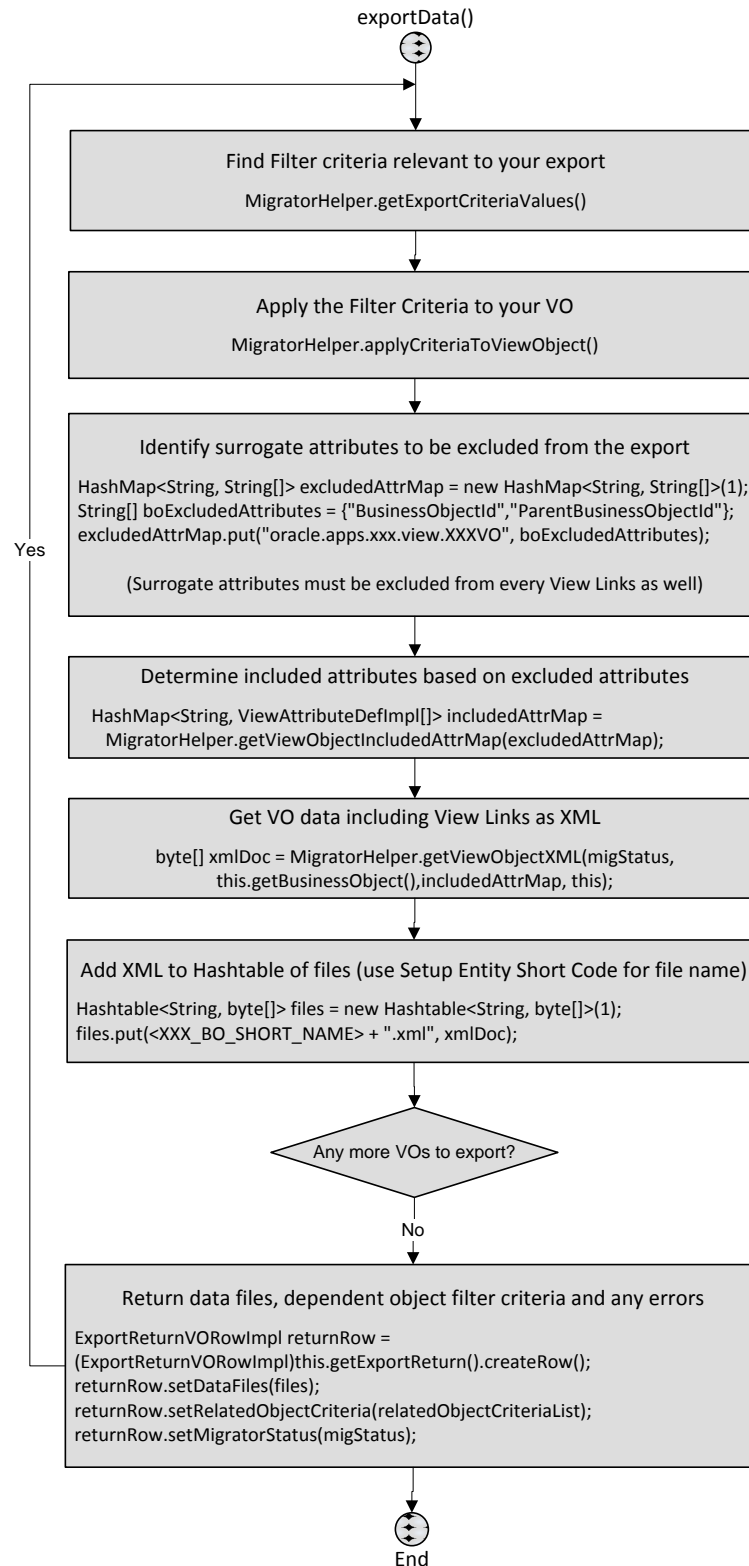 exportData()
Find Filter criteria relevant to your export
MigratorHelper.getExportCriteriaValues()
Apply the Filter Criteria to your VO
MigratorHelper.applyCriteriaToViewObject()
Identify surrogate attributes to be excluded from the export
HashMap<String, String[]> excludedAttrMap = new HashMap<String, String[]>(1);
String[] boExcludedAttributes = {"BusinessObjectId","ParentBusinessObjectId"};
excludedAttrMap.put("oracle.apps.xxx.view.XXXVO", boExcludedAttributes);
(Surrogate attributes must be excluded from every View Links as well)
Yes
Determine included attributes based on excluded attributes
HashMap<String, ViewAttributeDefImpl[]> includedAttrMap =
MigratorHelper.getViewObjectIncludedAttrMap(excludedAttrMap);
Get VO data including View Links as XML
byte[] xmlDoc = MigratorHelper.getViewObjectXML(migStatus,
this.getBusinessObject(),includedAttrMap, this);
Add XML to Hashtable of files (use Setup Entity Short Code for file name)
Hashtable<String, byte[]> files = new Hashtable<String, byte[]>(1);
files.put(<XXX_BO_SHORT_NAME> + ".xml", xmlDoc);
Any more VOs to export?
No
Return data files, dependent object filter criteria and any errors
ExportReturnVORowImpl returnRow =
(ExportReturnVORowImpl)this.getExportReturn().createRow();
returnRow.setDataFiles(files);
returnRow.setRelatedObjectCriteria(relatedObjectCriteriaList);
returnRow.setMigratorStatus(migStatus);
End